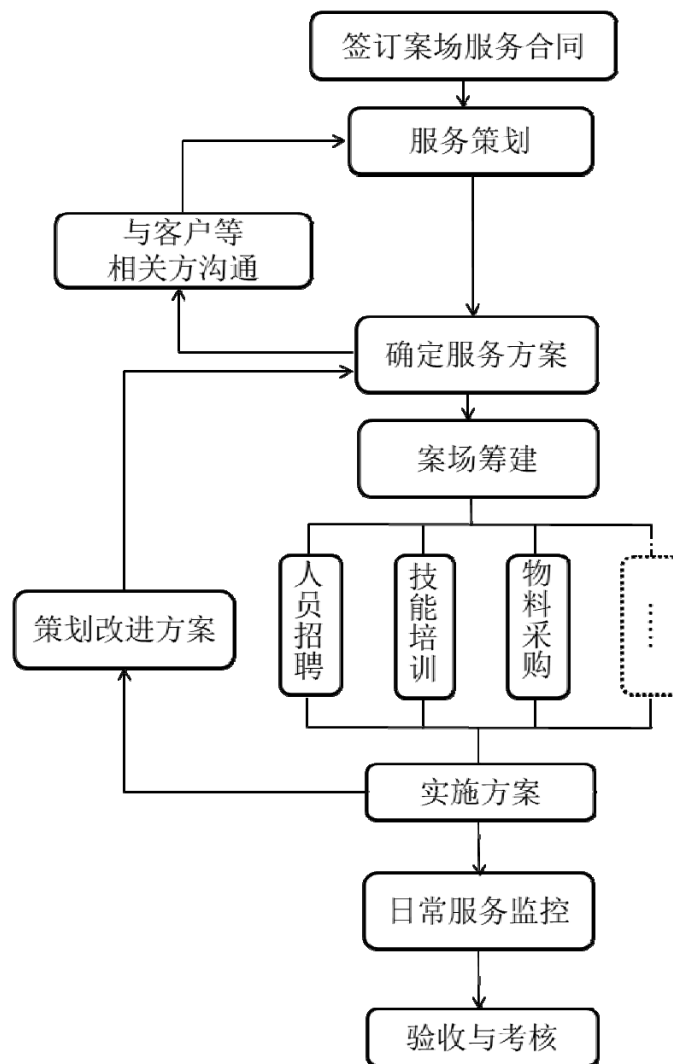 签订案场服务合同
服务策划
与客户等
相关方沟通
确定服务方案
案场筹建
人员招聘
技能培训
物料采购
……
策划改进方案
实施方案
日常服务监控
验收与考核